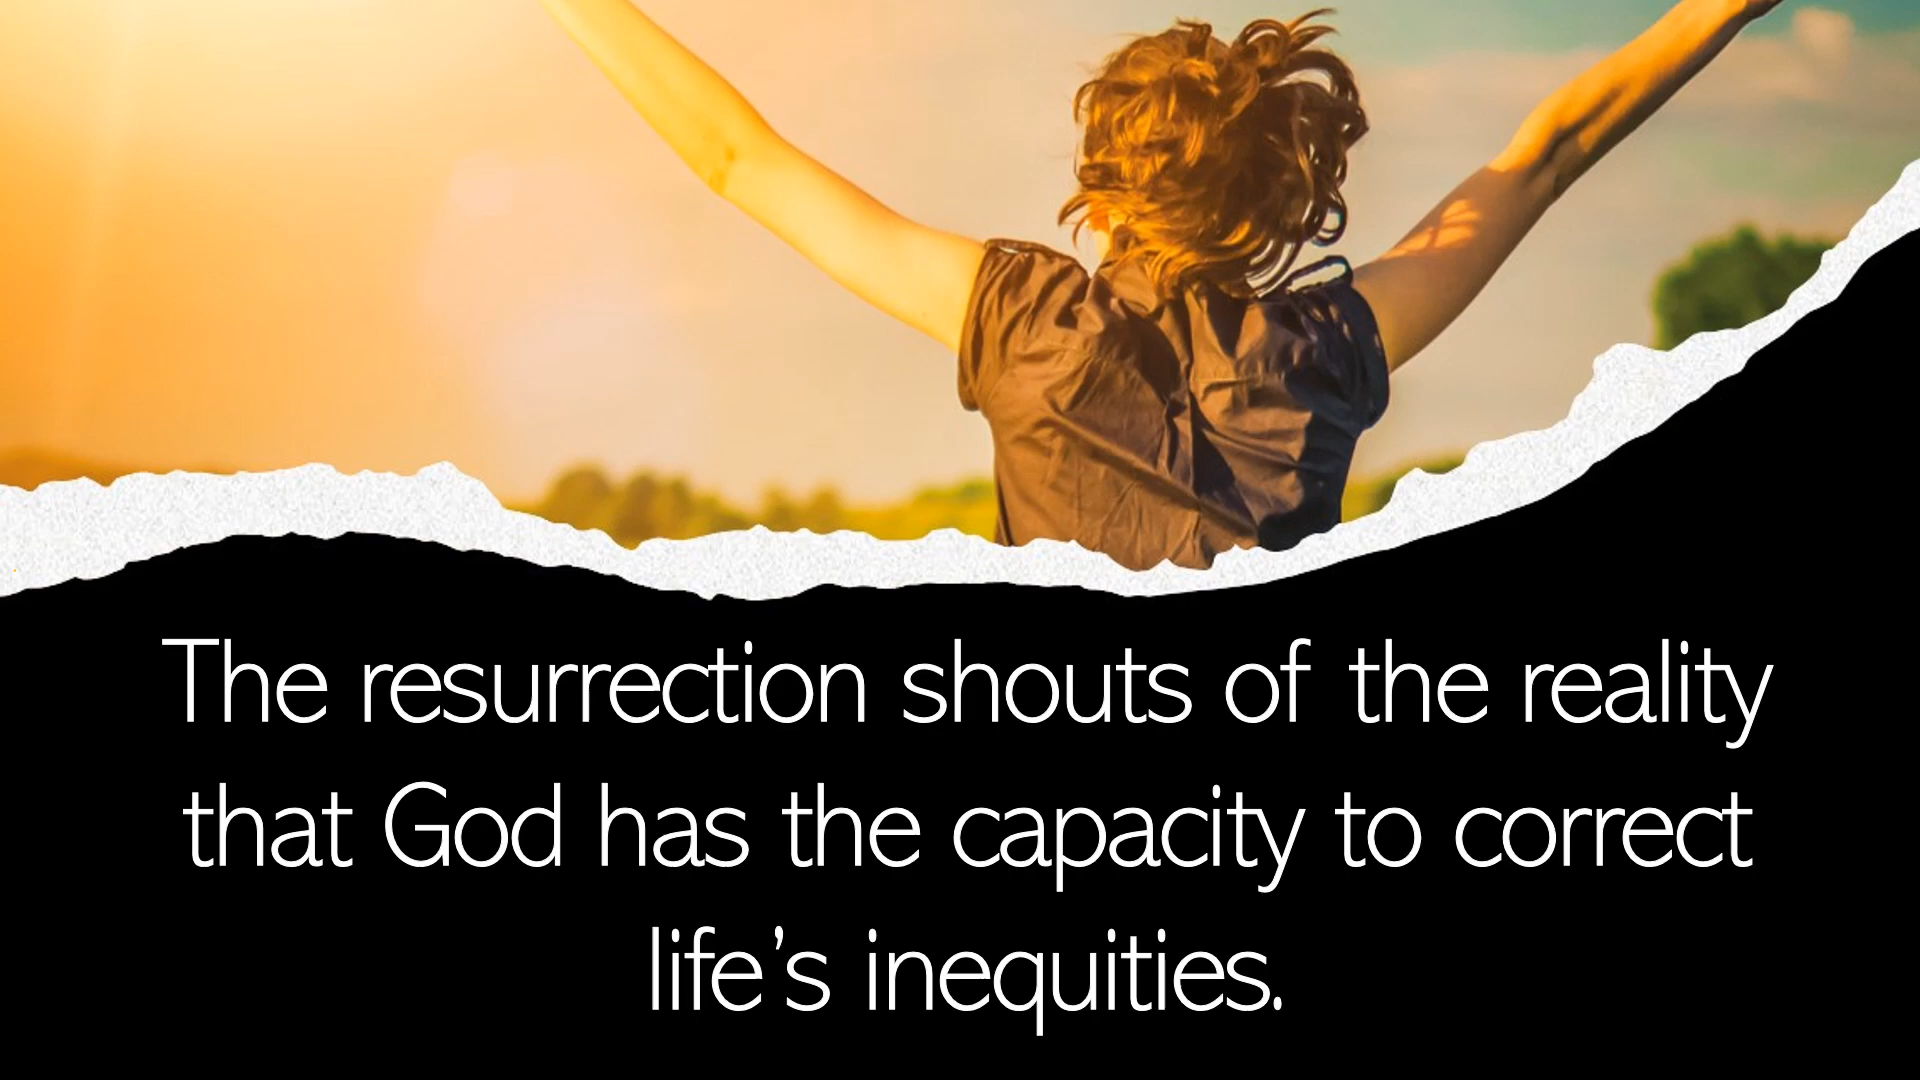 The resurrection shouts of the reality
that God has the capacity to correct
life’s inequities.